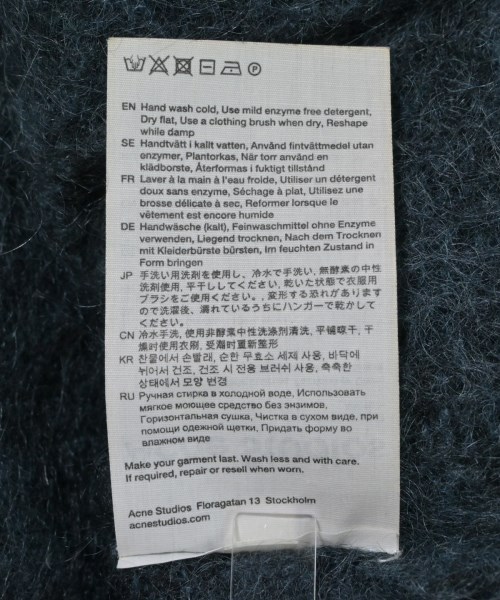 EN Hand wash cold, Use mild enzyme free detergent,
Dry flat, Use a clothing brush when dry, Reshape
while damp
SE Handtvätt i kallt vatten, Använd fintvättmedel utan
enzymer, Plantorkas, När torr använd en
klädborste, Återformas i fuktigt tillstånd
FR Laver à la main à l'eau froide, Utiliser un détergent
doux sans enzyme, Séchage à plat, Utilisez une
brosse délicate à sec, Reformer lorsque le
vêtement est encore humide
DE Handwäsche (kalt), Feinwaschmittel ohne Enzyme
verwenden, Liegend trocknen, Nach dem Trocknen
mit Kleiderbürste bürsten, Im feuchten Zustand in
Form bringen
JP 手洗い用洗剤を使用し、冷水で手洗い, 無酵素の中性
洗剤使用, 平干ししてください, 乾いた状態で衣服用
ブラシをご使用ください。, 変形する恐れがあります
ので洗濯後、濡れているうちにハンガーで乾かして
ください。
CN 冷水手洗, 使用非酵素中性洗涤剂清洗, 平铺晾干, 干
燥时使用衣刷, 受潮时重新整形
KR 찬물에서 손빨래, 순한 무효소 세제 사용, 바닥에
뉘어서 건조, 건조 시 전용 브러쉬 사용, 축축한
상태에서 모양 변경
RU Ручная стирка в холодной воде, Использовать
мягкое моющее средство без энзимов,
Горизонтальная сушка, Чистка в сухом виде, при
помощи одежной щетки, Придать форму во
влажном виде
Make your garment last. Wash less and with care.
If required, repair or resell when worn.
Acne Studios Floragatan 13 Stockholm
acnestudios.com